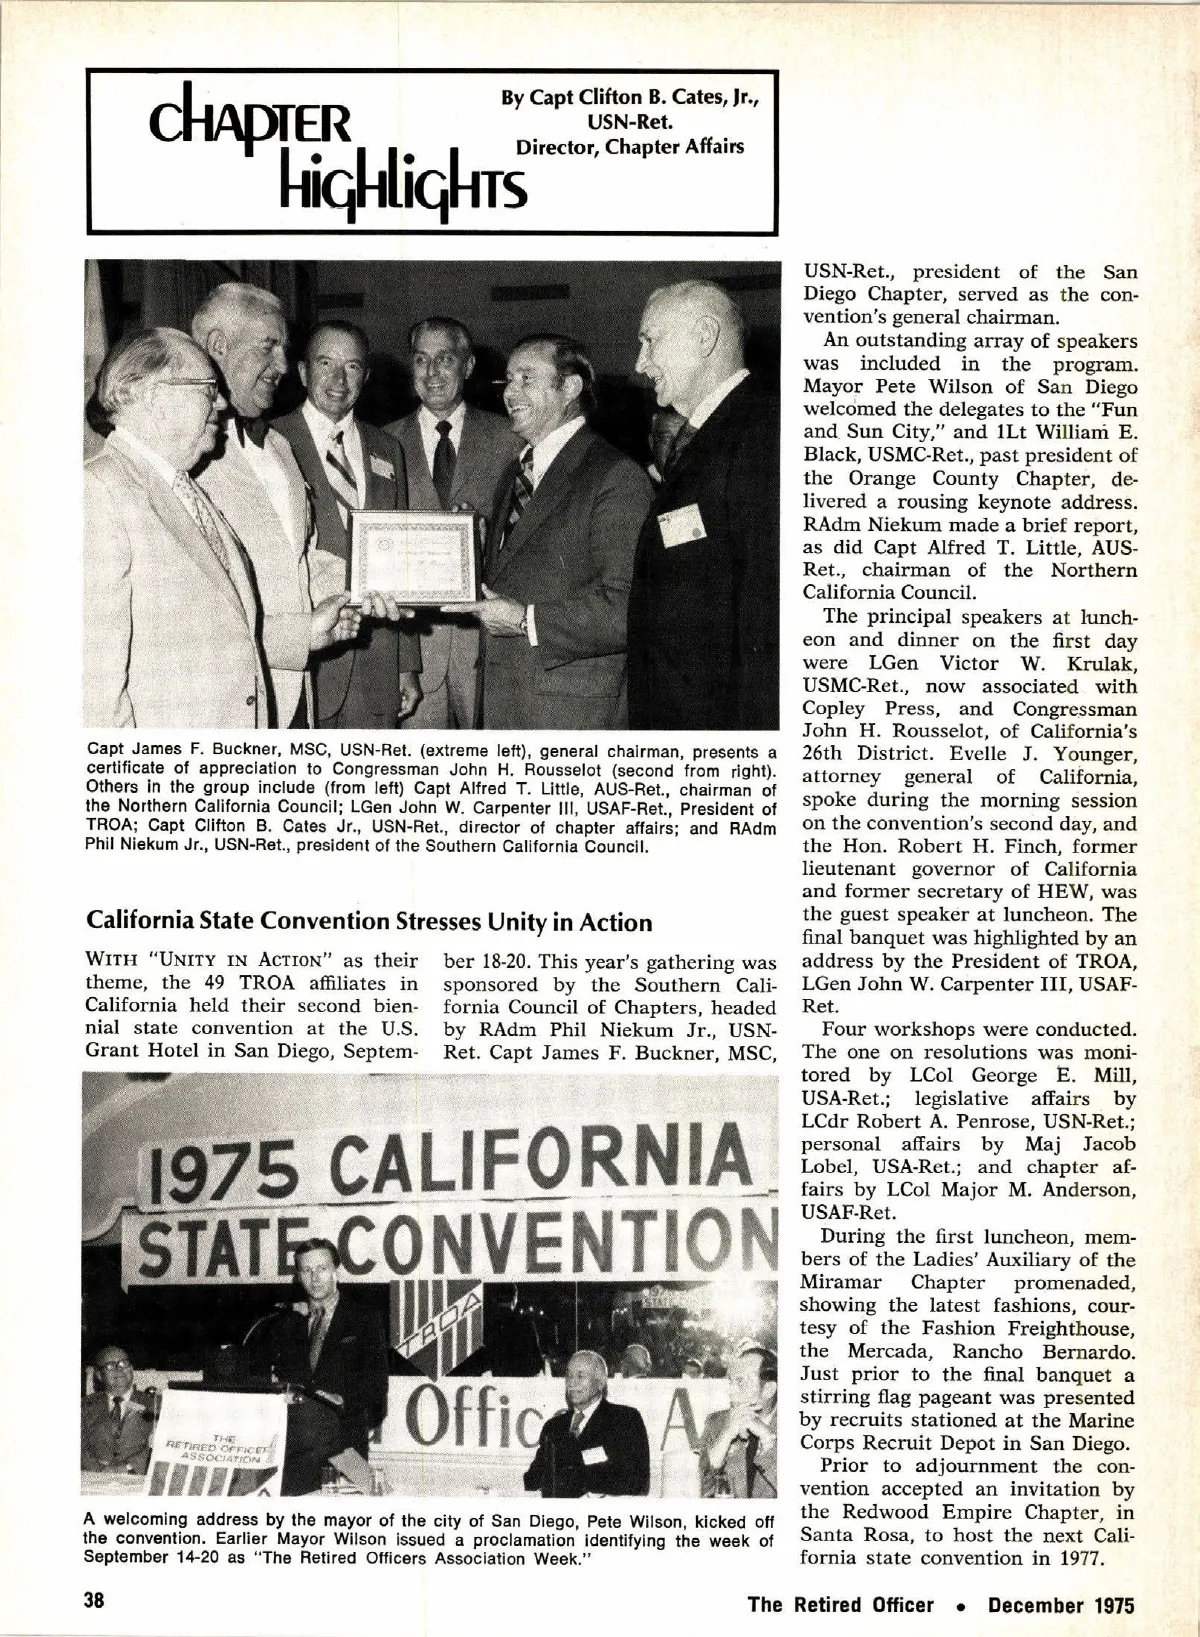 CHAPTER
HIGHLIGHTS
By Capt Clifton B. Cates, Jr.,
USN-Ret.
Director, Chapter Affairs
Capt James F. Buckner, MSC, USN-Ret. (extreme left), general chairman, presents a
certificate of appreciation to Congressman John H. Rousselot (second from right).
Others in the group include (from left) Capt Alfred T. Little, AUS-Ret., chairman of
the Northern California Council; LGen John W. Carpenter III, USAF-Ret., President of
TROA; Capt Clifton B. Cates Jr., USN-Ret., director of chapter affairs; and RAdm
Phil Niekum Jr., USN-Ret., president of the Southern California Council.
California State Convention Stresses Unity in Action
WITH "UNITY IN ACTION" as their
theme, the 49 TROA affiliates in
California held their second bien-
nial state convention at the U.S.
Grant Hotel in San Diego, Septem-
ber 18-20. This year's gathering was
sponsored by the Southern Cali-
fornia Council of Chapters, headed
by RAdm Phil Niekum Jr., USN-
Ret. Capt James F. Buckner, MSC,
USN-Ret., president of the San
Diego Chapter, served as the con-
vention's general chairman.
An outstanding array of speakers
was included in the program.
Mayor Pete Wilson of San Diego
welcomed the delegates to the "Fun
and Sun City," and 1Lt William E.
Black, USMC-Ret., past president of
the Orange County Chapter, de-
livered a rousing keynote address.
RAdm Niekum made a brief report,
as did Capt Alfred T. Little, AUS-
Ret., chairman of the Northern
California Council.
The principal speakers at lunch-
eon and dinner on the first day
were LGen Victor W. Krulak,
USMC-Ret., now associated with
Copley Press, and Congressman
John H. Rousselot, of California's
26th District. Evelle J. Younger,
attorney general of California,
spoke during the morning session
on the convention's second day, and
the Hon. Robert H. Finch, former
lieutenant governor of California
and former secretary of HEW, was
the guest speaker at luncheon. The
final banquet was highlighted by an
address by the President of TROA,
LGen John W. Carpenter III, USAF-
Ret.
Four workshops were conducted.
The one on resolutions was moni-
tored by LCol George E. Mill,
USA-Ret.; legislative affairs by
LCdr Robert A. Penrose, USN-Ret.;
personal affairs by Maj Jacob
Lobel, USA-Ret.; and chapter af-
fairs by LCol Major M. Anderson,
USAF-Ret.
During the first luncheon, mem-
bers of the Ladies' Auxiliary of the
Miramar Chapter promenaded,
showing the latest fashions, cour-
tesy of the Fashion Freighthouse,
the Mercada, Rancho Bernardo.
Just prior to the final banquet a
stirring flag pageant was presented
by recruits stationed at the Marine
Corps Recruit Depot in San Diego.
Prior to adjournment the con-
vention accepted an invitation by
the Redwood Empire Chapter, in
Santa Rosa, to host the next Cali-
fornia state convention in 1977.
1975 CALIFORNIA
STATE CONVENTION
TROA
Offic A
THE
RETIRED OFFICER
ASSOCIATION
A welcoming address by the mayor of the city of San Diego, Pete Wilson, kicked off
the convention. Earlier Mayor Wilson issued a proclamation identifying the week of
September 14-20 as "The Retired Officers Association Week."
38
The Retired Officer • December 1975